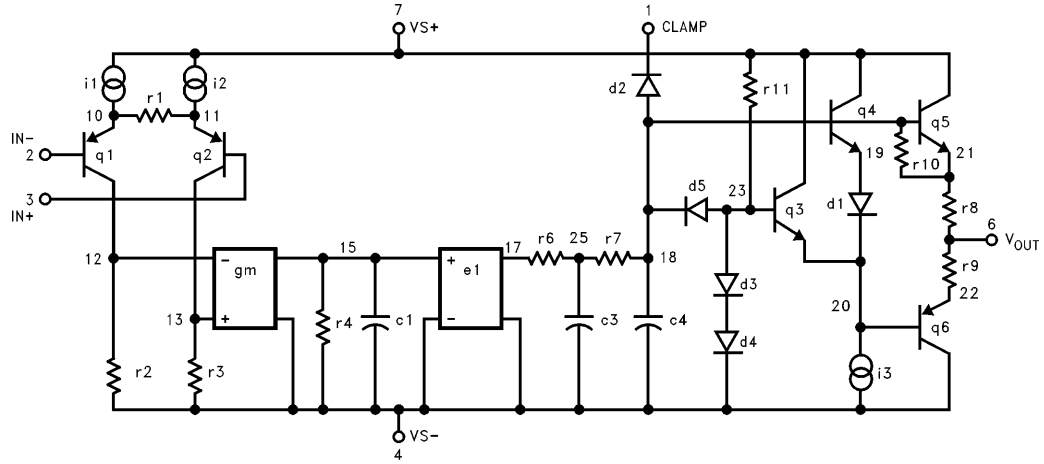 7
VS+
1
CLAMP
i1
i2
r1
10
11
d2
r11
q4
q5
IN-
2
q1
q2
19
r10
21
3
IN+
d5
23
q3
d1
r8
6
VOUT
12
gm
-
+
15
e1
+
-
17
r6
25
r7
18
r9
22
13
r4
c1
c3
c4
d3
d4
20
q6
r2
r3
i3
VS-
4